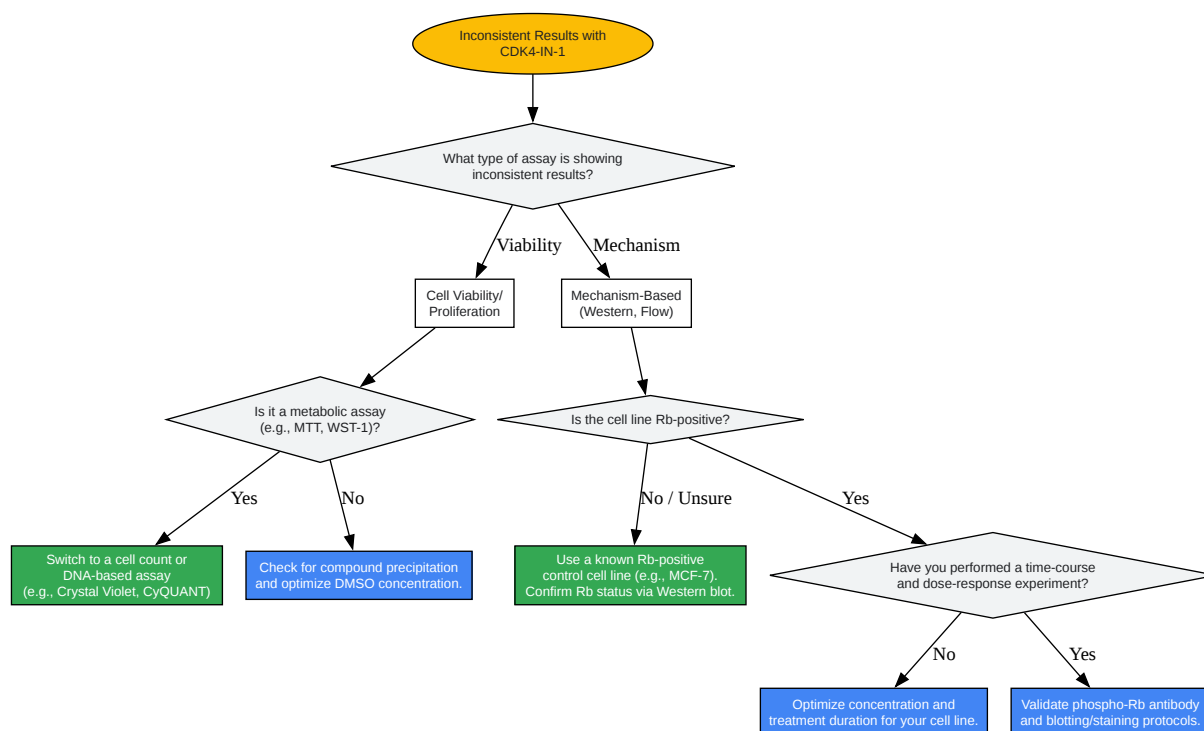 Inconsistent Results with
CDK4-IN-1
What type of assay is showing
inconsistent results?
Viability
Mechanism
Cell Viability/
Proliferation
Mechanism-Based
(Western, Flow)
Is it a metabolic assay
(e.g., MTT, WST-1)?
Is the cell line Rb-positive?
Yes
No
No / Unsure
Yes
Switch to a cell count or
DNA-based assay
(e.g., Crystal Violet, CyQUANT)
Check for compound precipitation
and optimize DMSO concentration.
Use a known Rb-positive
control cell line (e.g., MCF-7).
Confirm Rb status via Western blot.
Have you performed a time-course
and dose-response experiment?
No
Yes
Optimize concentration and
treatment duration for your cell line.
Validate phospho-Rb antibody
and blotting/staining protocols.